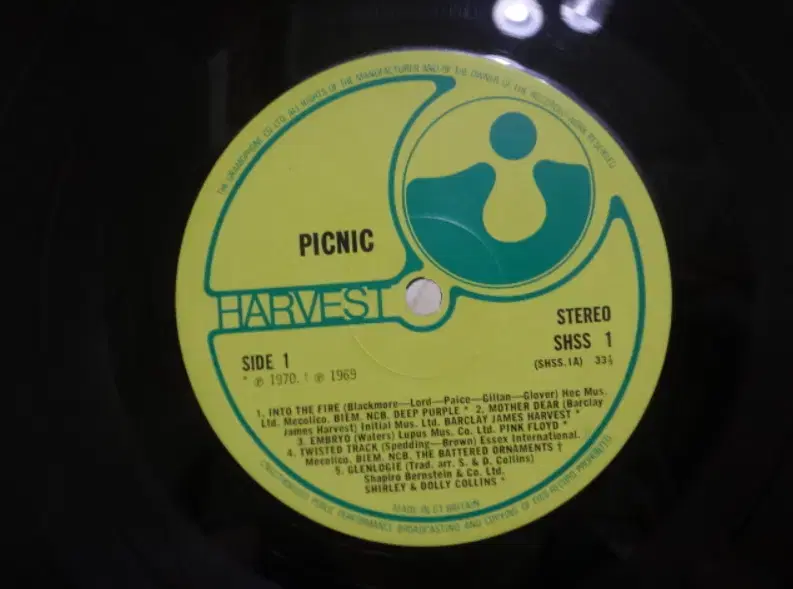 THE GRAMOPHONE CO LTD. ALL RIGHTS OF THE MANUFACTURER AND OF THE OWNER OF THE RECORDED WORK RESERVED
PICNIC
HARVEST
STEREO
SHSS 1
(SHSS.1A) 33⅓
SIDE 1
* ℗ 1970. † ℗ 1969
1. INTO THE FIRE (Blackmore—Lord—Paice—Gillan—Glover) Hec Mus.
Ltd. Mecolico. BIEM. NCB. DEEP PURPLE * 2. MOTHER DEAR (Barclay
James Harvest) Initial Mus. Ltd. BARCLAY JAMES HARVEST *
3. EMBRYO (Waters) Lupus Mus. Co. Ltd. PINK FLOYD *
4. TWISTED TRACK (Spedding—Brown) Essex International.
Mecolico. BIEM. NCB. THE BATTERED ORNAMENTS †
5. GLENLOGIE (Trad. arr. S. & D. Collins)
Shapiro Bernstein & Co. Ltd.
SHIRLEY & DOLLY COLLINS *
MADE IN GT BRITAIN
UNAUTHORISED PUBLIC PERFORMANCE BROADCASTING AND COPYING OF THIS RECORD PROHIBITED